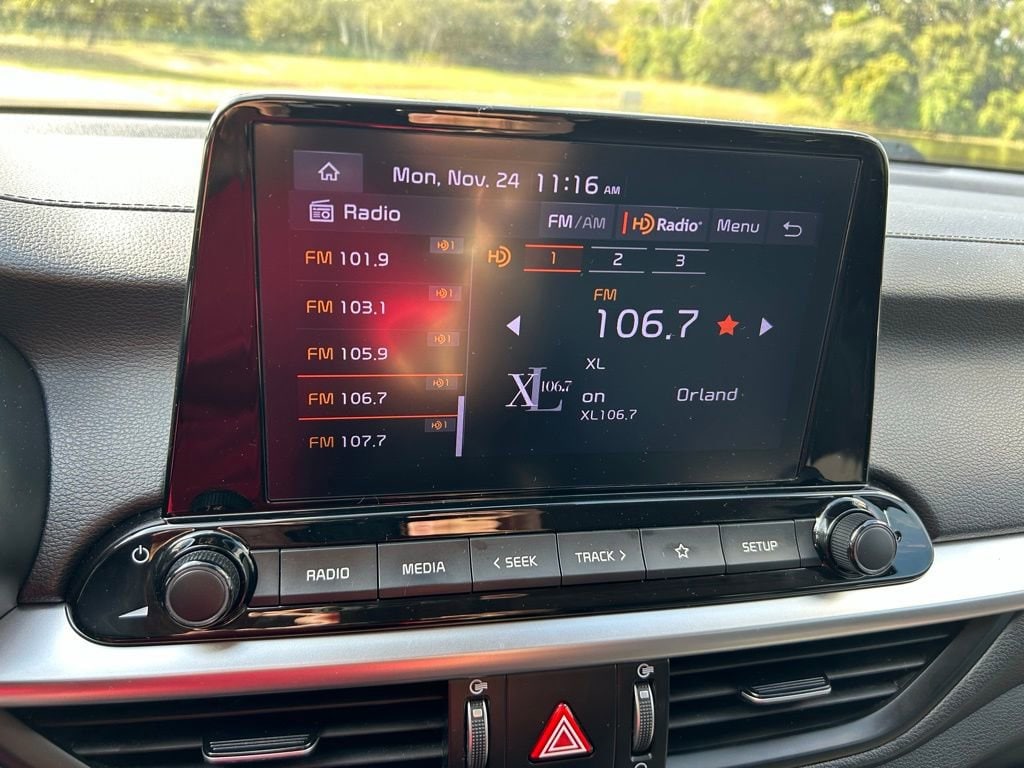 Mon, Nov. 24 11:16 AM
Radio FM/AM HD Radio Menu
FM 101.9 HD1
FM 103.1 HD1
FM 105.9 HD1
FM 106.7 HD1
FM 107.7 HD1
HD 1 2 3
FM
106.7
XL
XL 106.7 on Orland
XL106.7
RADIO MEDIA < SEEK TRACK > SETUP